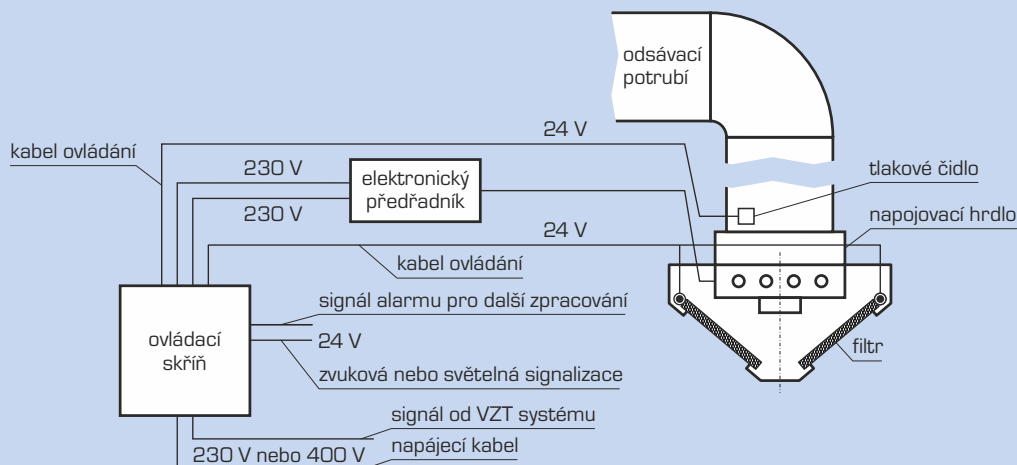 odsávací
potrubí
24 V
kabel ovládání
230 V
elektronický
předřadník
230 V
tlakové čidlo
napojovací hrdlo
24 V
kabel ovládání
signál alarmu pro další zpracování
ovládací
skříň
24 V
filtr
zvuková nebo světelná signalizace
signál od VZT systému
230 V nebo 400 V
napájecí kabel